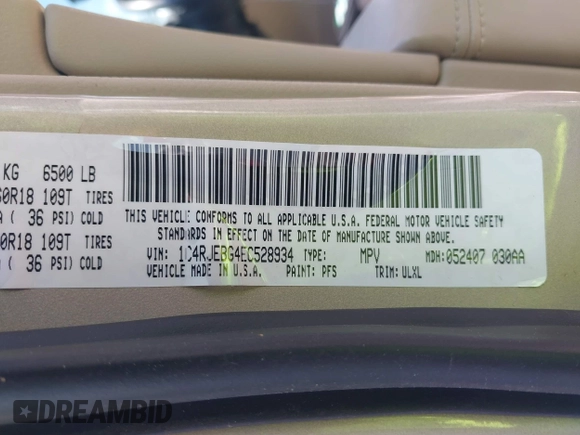 KG 6500 LB
60R18 109T TIRES
A ( 36 PSI) COLD
60R18 109T TIRES
A ( 36 PSI) COLD
THIS VEHICLE CONFORMS TO ALL APPLICABLE U.S.A. FEDERAL MOTOR VEHICLE SAFETY
STANDARDS IN EFFECT ON THE DATE OF MANUFACTURE SHOWN ABOVE.
VIN: 1C4RJEBG4EC528934 TYPE: MPV MDH: 052407 030AA
VEHICLE MADE IN U.S.A. PAINT: PFS TRIM: ULXL
DREAMBID